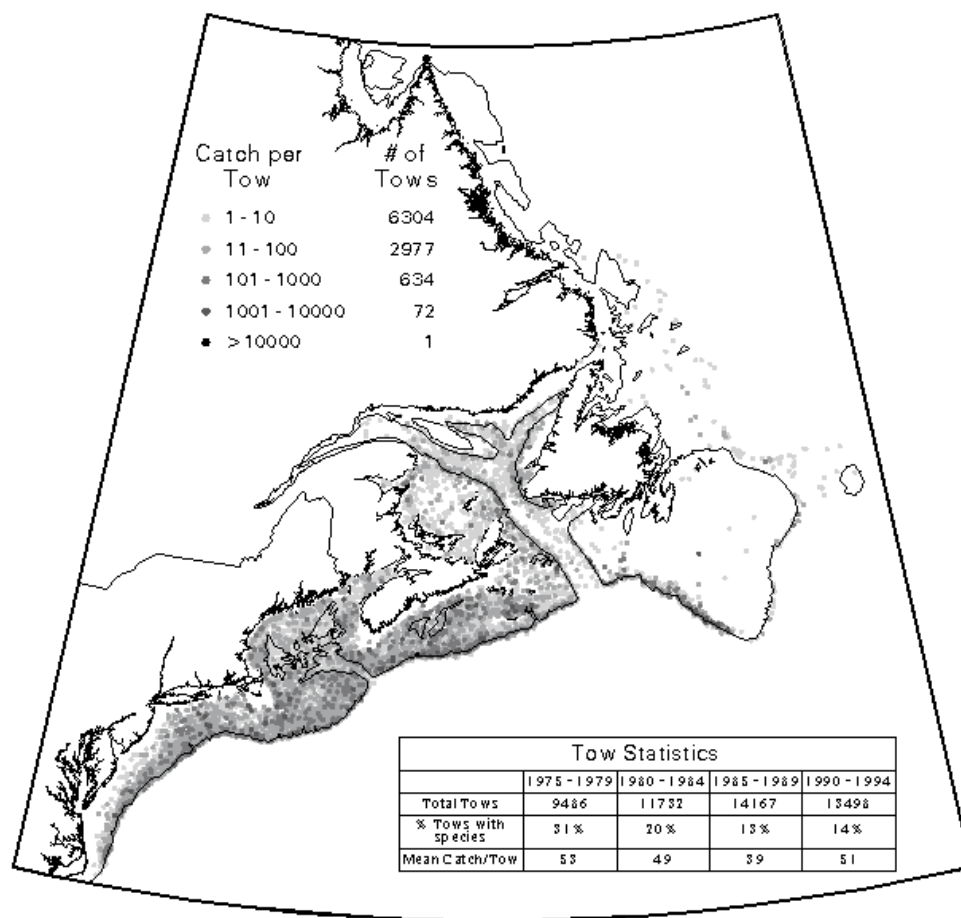 Catch per # of
Tow Tows
1 - 10 6304
11 - 100 2977
101 - 1000 634
1001 - 10000 72
>10000 1
Tow Statistics
1975 - 1979 1980 - 1984 1985 - 1989 1990 - 1994
Total Tows 9486 11732 14167 13498
% Tows with species 31% 20% 13% 14%
Mean Catch/Tow 53 49 39 51